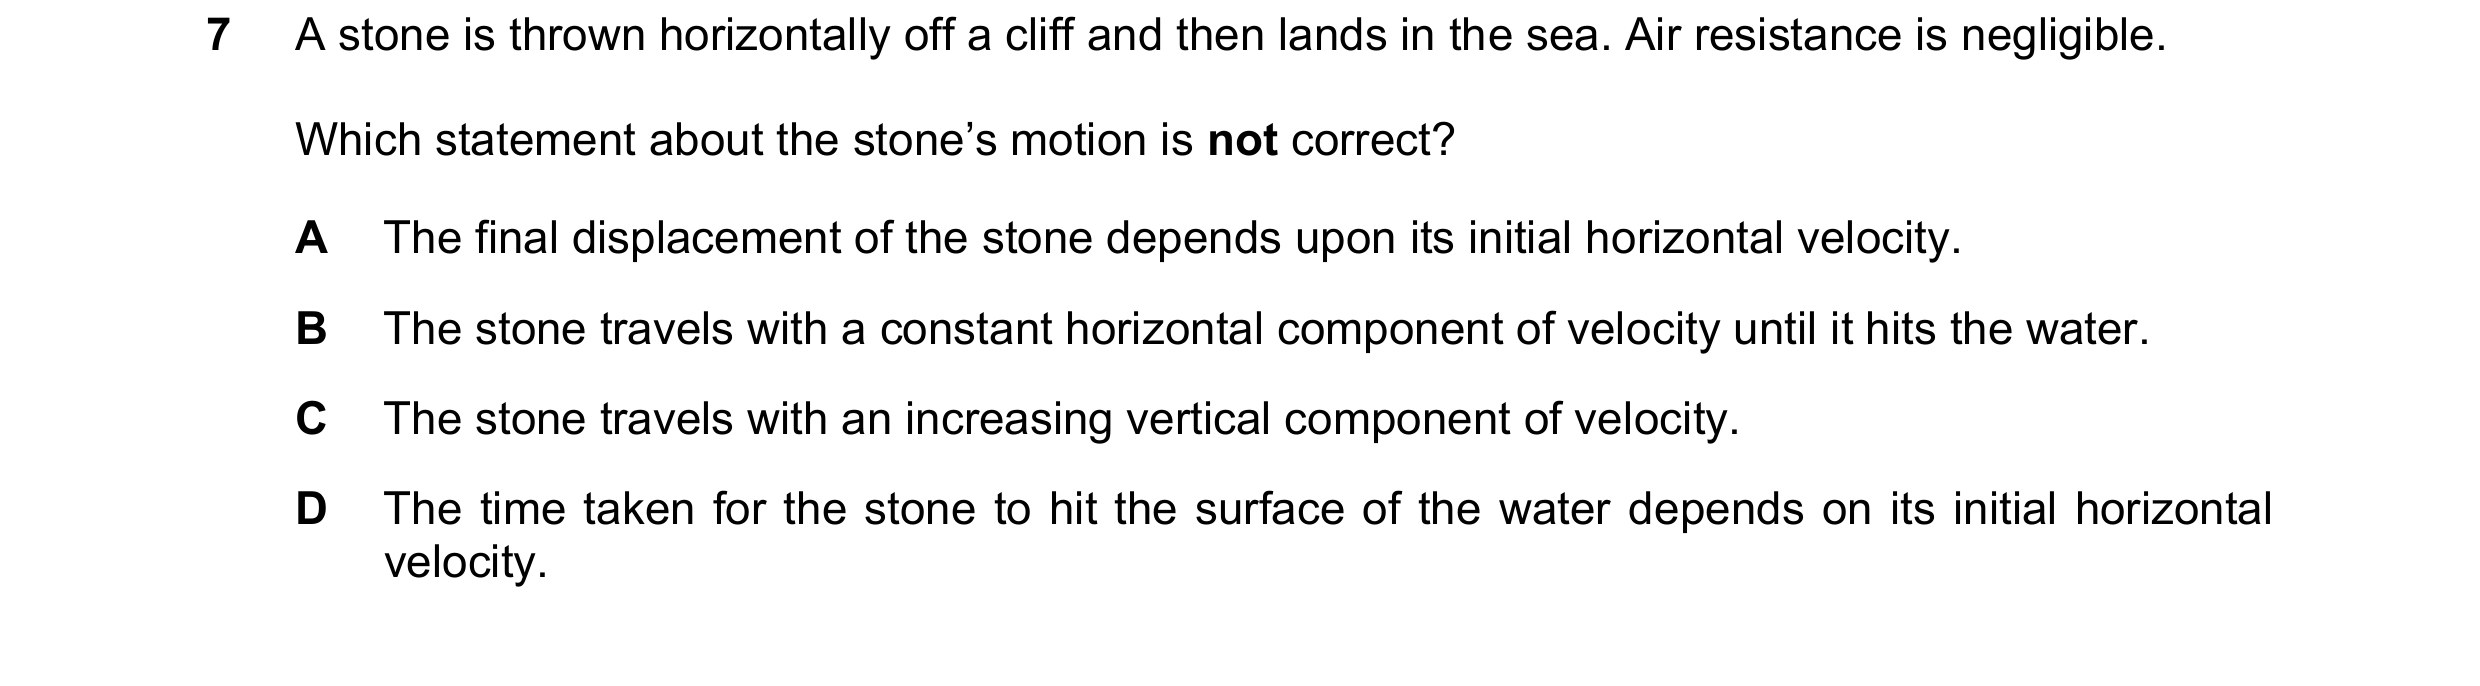 7 A stone is thrown horizontally off a cliff and then lands in the sea. Air resistance is negligible.
Which statement about the stone’s motion is not correct?
A The final displacement of the stone depends upon its initial horizontal velocity.
B The stone travels with a constant horizontal component of velocity until it hits the water.
C The stone travels with an increasing vertical component of velocity.
D The time taken for the stone to hit the surface of the water depends on its initial horizontal
velocity.